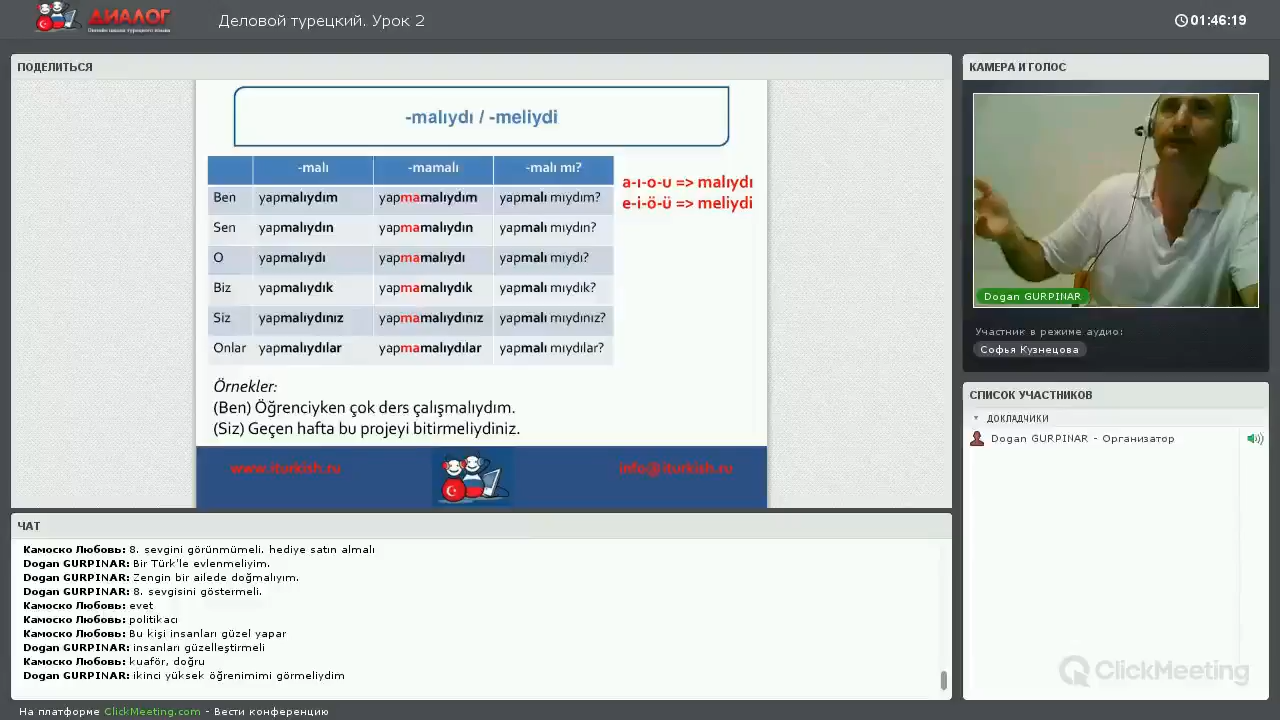 ДИАЛОГ
Онлайн школа турецкого языка
Деловой турецкий. Урок 2
01:46:19
ПОДЕЛИТЬСЯ
-malıydı / -meliydi
-malı -mamalı -malı mı?
Ben yapmalıydım yapmamalıydım yapmalı mıydım?
Sen yapmalıydın yapmamalıydın yapmalı mıydın?
O yapmalıydı yapmamalıydı yapmalı mıydı?
Biz yapmalıydık yapmamalıydık yapmalı mıydık?
Siz yapmalıydınız yapmamalıydınız yapmalı mıydınız?
Onlar yapmalıydılar yapmamalıydılar yapmalı mıydılar?
a-ı-o-u => malıydı
e-i-ö-ü => meliydi
Örnekler:
(Ben) Öğrenciyken çok ders çalışmalıydım.
(Siz) Geçen hafta bu projeyi bitirmeliydiniz.
www.iturkish.ru
info@iturkish.ru
КАМЕРА И ГОЛОС
Dogan GURPINAR
Участник в режиме аудио:
Софья Кузнецова
СПИСОК УЧАСТНИКОВ
ДОКЛАДЧИКИ
Dogan GURPINAR - Организатор
ЧАТ
Камоско Любовь: 8. sevgini görünmümeli. hediye satın almalı
Dogan GURPINAR: Bir Türk'le evlenmeliyim.
Dogan GURPINAR: Zengin bir ailede doğmalıyım.
Dogan GURPINAR: 8. sevgisini göstermeli.
Камоско Любовь: evet
Камоско Любовь: politikacı
Камоско Любовь: Bu kişi insanları güzel yapar
Dogan GURPINAR: insanları güzelleştirmeli
Камоско Любовь: kuaför, doğru
Dogan GURPINAR: ikinci yüksek öğrenimimi görmeliydim
ClickMeeting
На платформе ClickMeeting.com - Вести конференцию